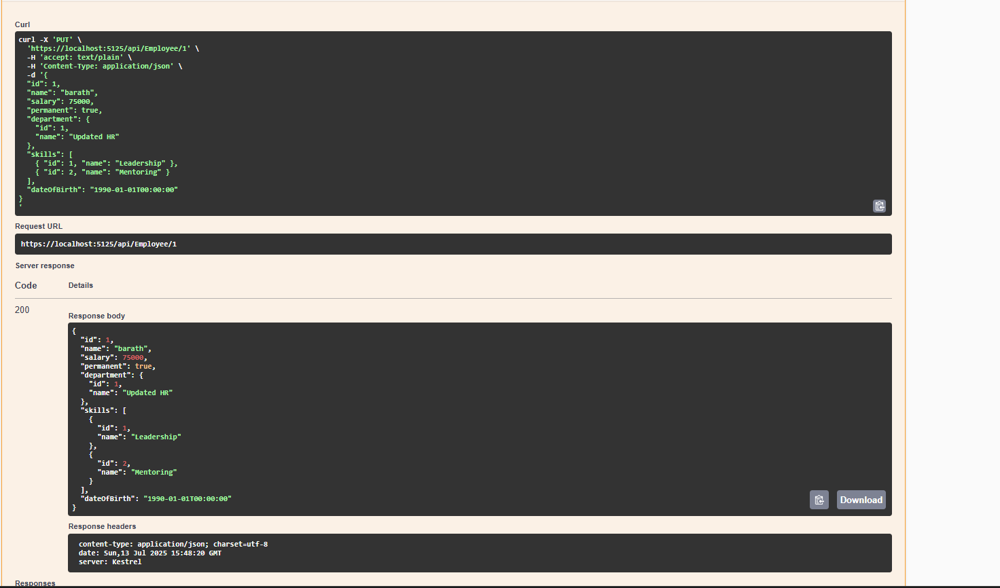 Curl
curl -X 'PUT' \
  'https://localhost:5125/api/Employee/1' \
  -H 'accept: text/plain' \
  -H 'Content-Type: application/json' \
  -d '{
  "id": 1,
  "name": "barath",
  "salary": 75000,
  "permanent": true,
  "department": {
    "id": 1,
    "name": "Updated HR"
  },
  "skills": [
    { "id": 1, "name": "Leadership" },
    { "id": 2, "name": "Mentoring" }
  ],
  "dateOfBirth": "1990-01-01T00:00:00"
}
'
Request URL
https://localhost:5125/api/Employee/1
Server response
Code Details
200
Response body
{
  "id": 1,
  "name": "barath",
  "salary": 75000,
  "permanent": true,
  "department": {
    "id": 1,
    "name": "Updated HR"
  },
  "skills": [
    {
      "id": 1,
      "name": "Leadership"
    },
    {
      "id": 2,
      "name": "Mentoring"
    }
  ],
  "dateOfBirth": "1990-01-01T00:00:00"
}
Download
Response headers
content-type: application/json; charset=utf-8
date: Sun,13 Jul 2025 15:48:20 GMT
server: Kestrel
Responses